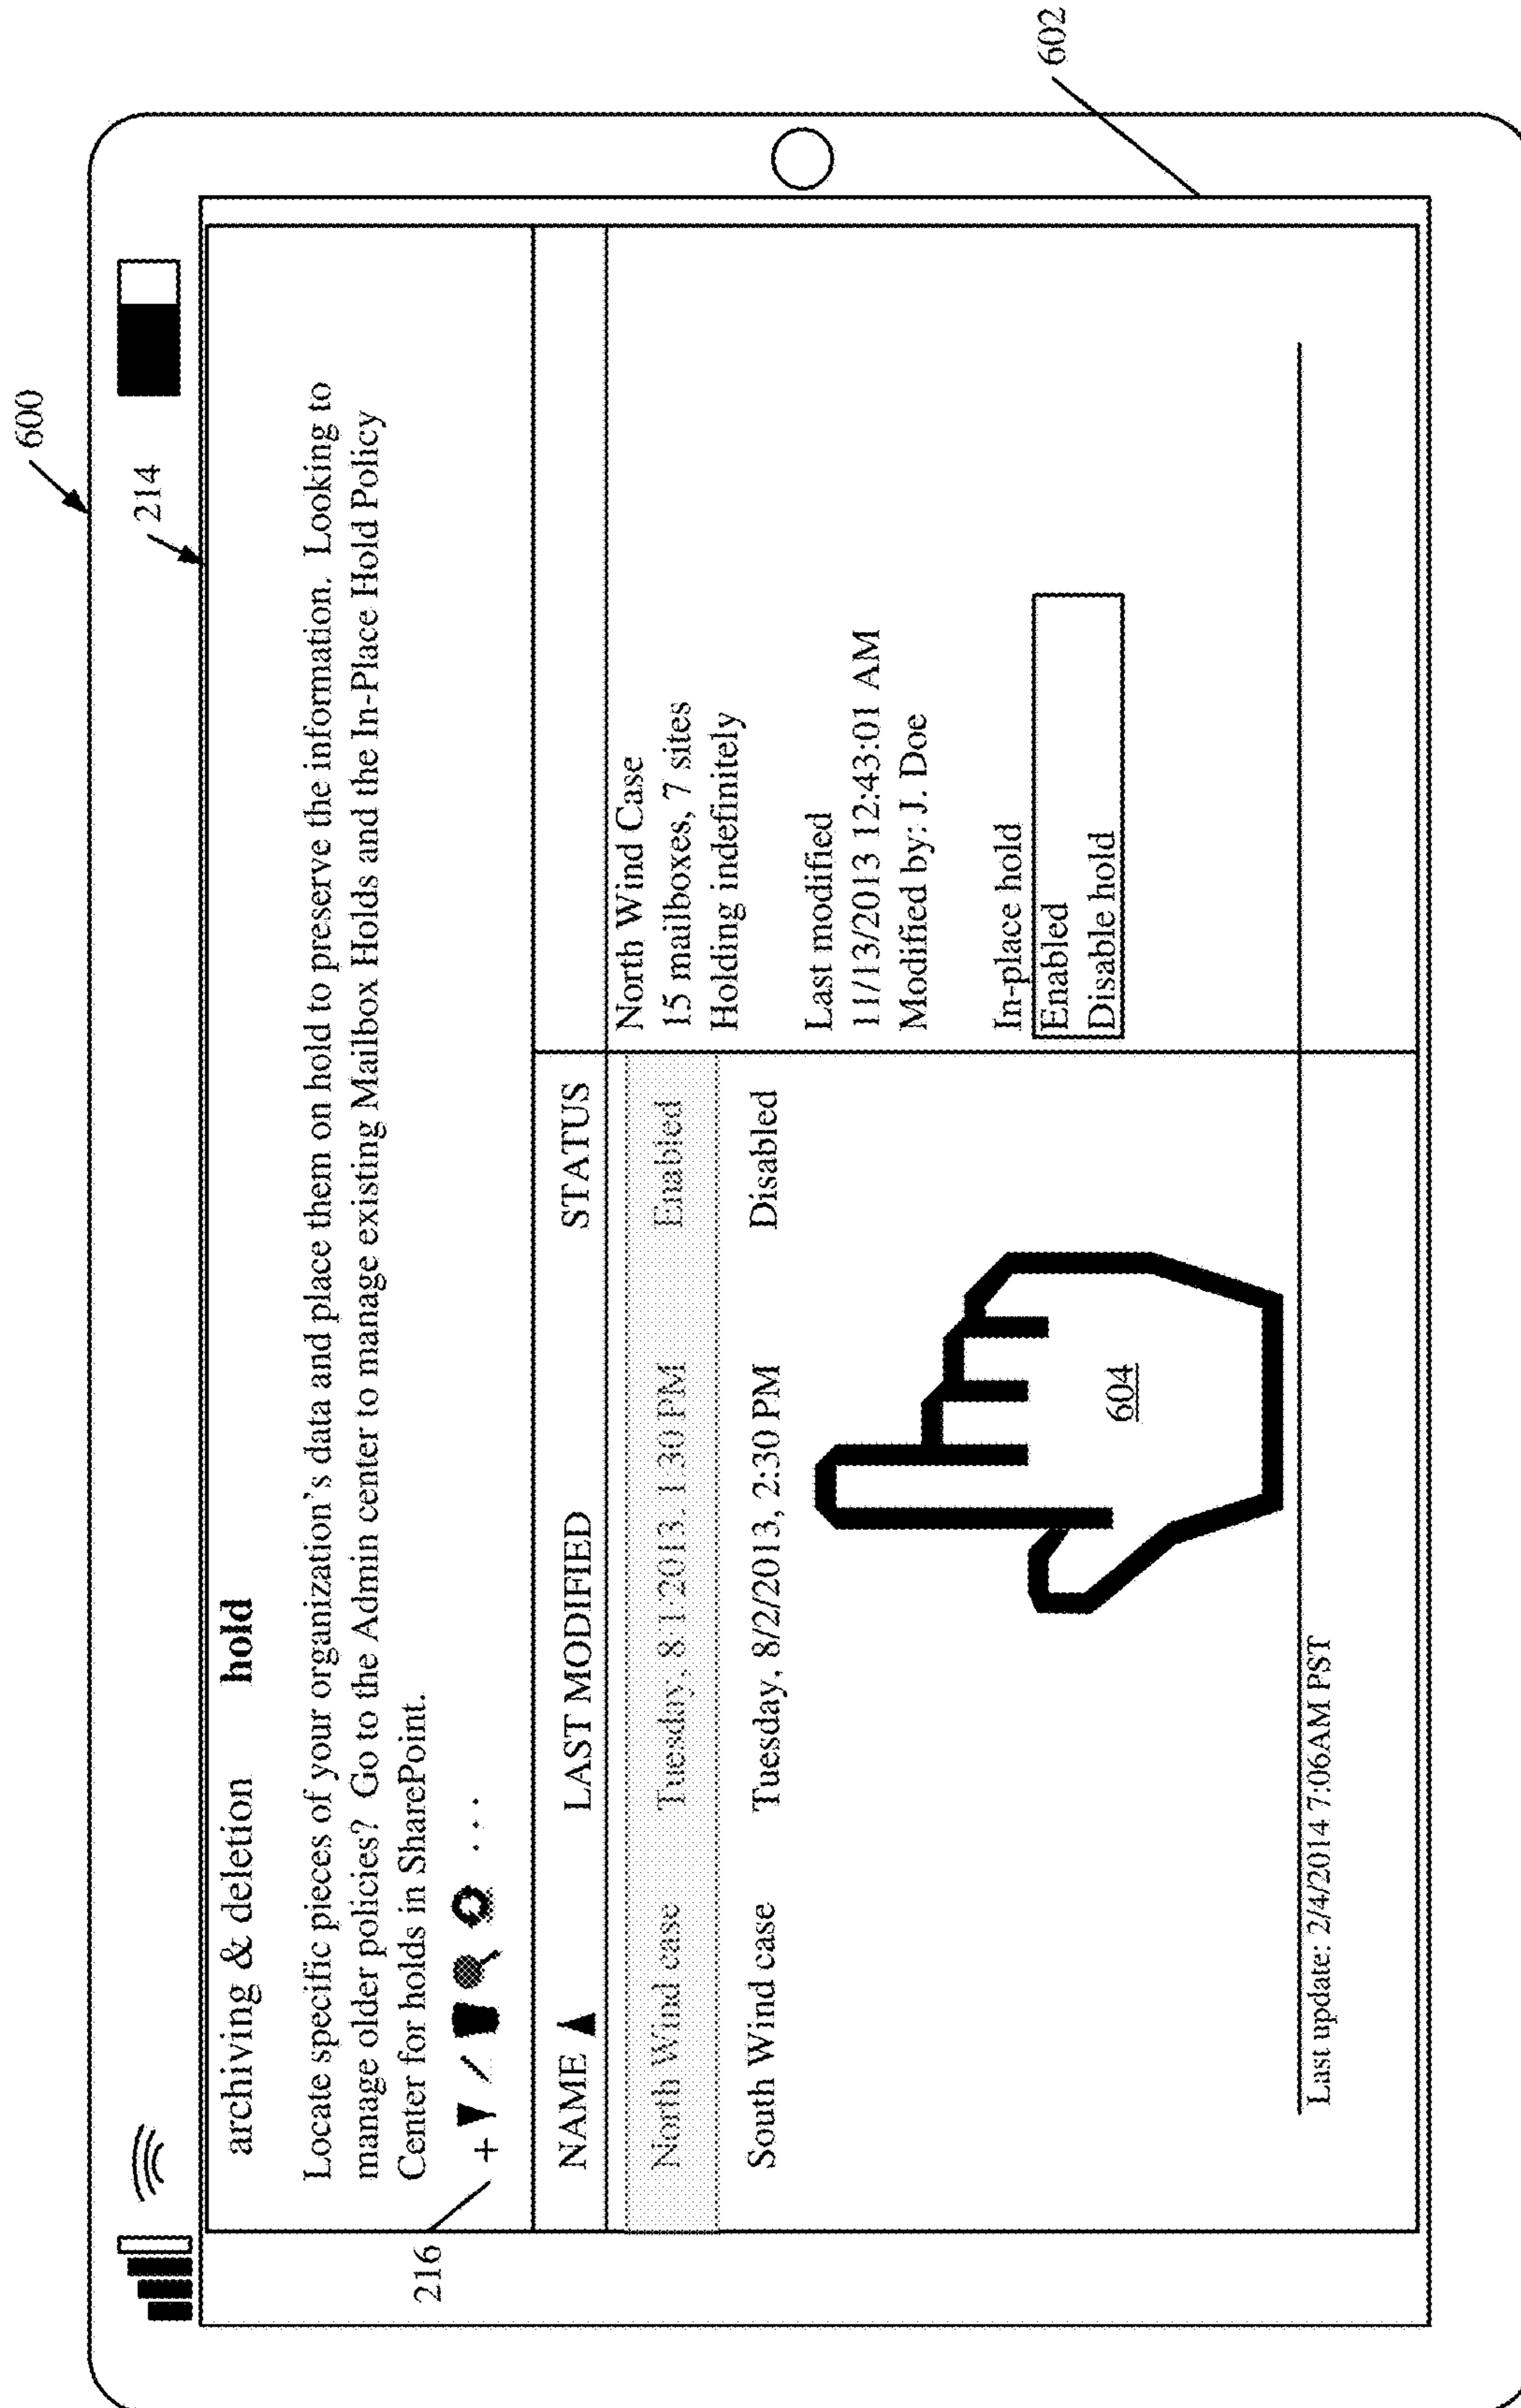 600
214
archiving & deletion hold
Locate specific pieces of your organization's data and place them on hold to preserve the information. Looking to
manage older policies? Go to the Admin center to manage existing Mailbox Holds and the In-Place Hold Policy
Center for holds in SharePoint.
216
+ / ...
NAME LAST MODIFIED STATUS
North Wind case Tuesday, 8/1/2013, 1:30 PM Enabled
South Wind case Tuesday, 8/2/2013, 2:30 PM Disabled
North Wind Case
15 mailboxes, 7 sites
Holding indefinitely
Last modified
11/13/2013 12:43:01 AM
Modified by: J. Doe
In-place hold
Enabled
Disable hold
604
Last update: 2/4/2014 7:06AM PST
602